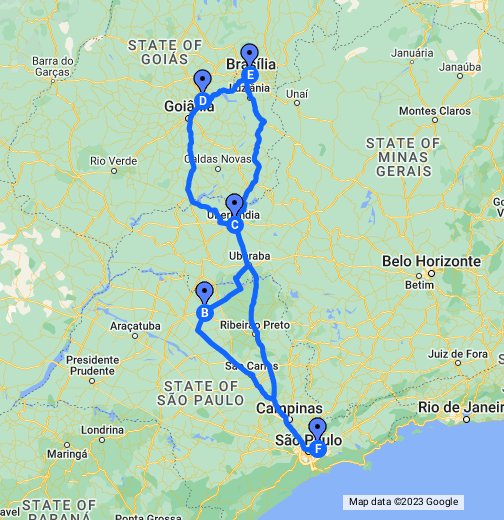 STATE OF
GOIÁS
Barra do
Garças
Brasília
E
Luziânia
D
Goiânia
Unaí
Januária
Janaúba
Montes Claros
Rio Verde
Caldas Novas
STATE OF
MINAS
GERAIS
Uberlândia
C
Uberaba
Belo Horizonte
Betim
B
Araçatuba
Ribeirão Preto
Presidente
Prudente
São Carlos
Juiz de Fora
STATE OF
SÃO PAULO
Campinas
Rio de Janeir
Londrina
Maringá
São Paulo
F
STATE OF
PARANÁ
avel
Ponta Grossa
Map data ©2023 Google